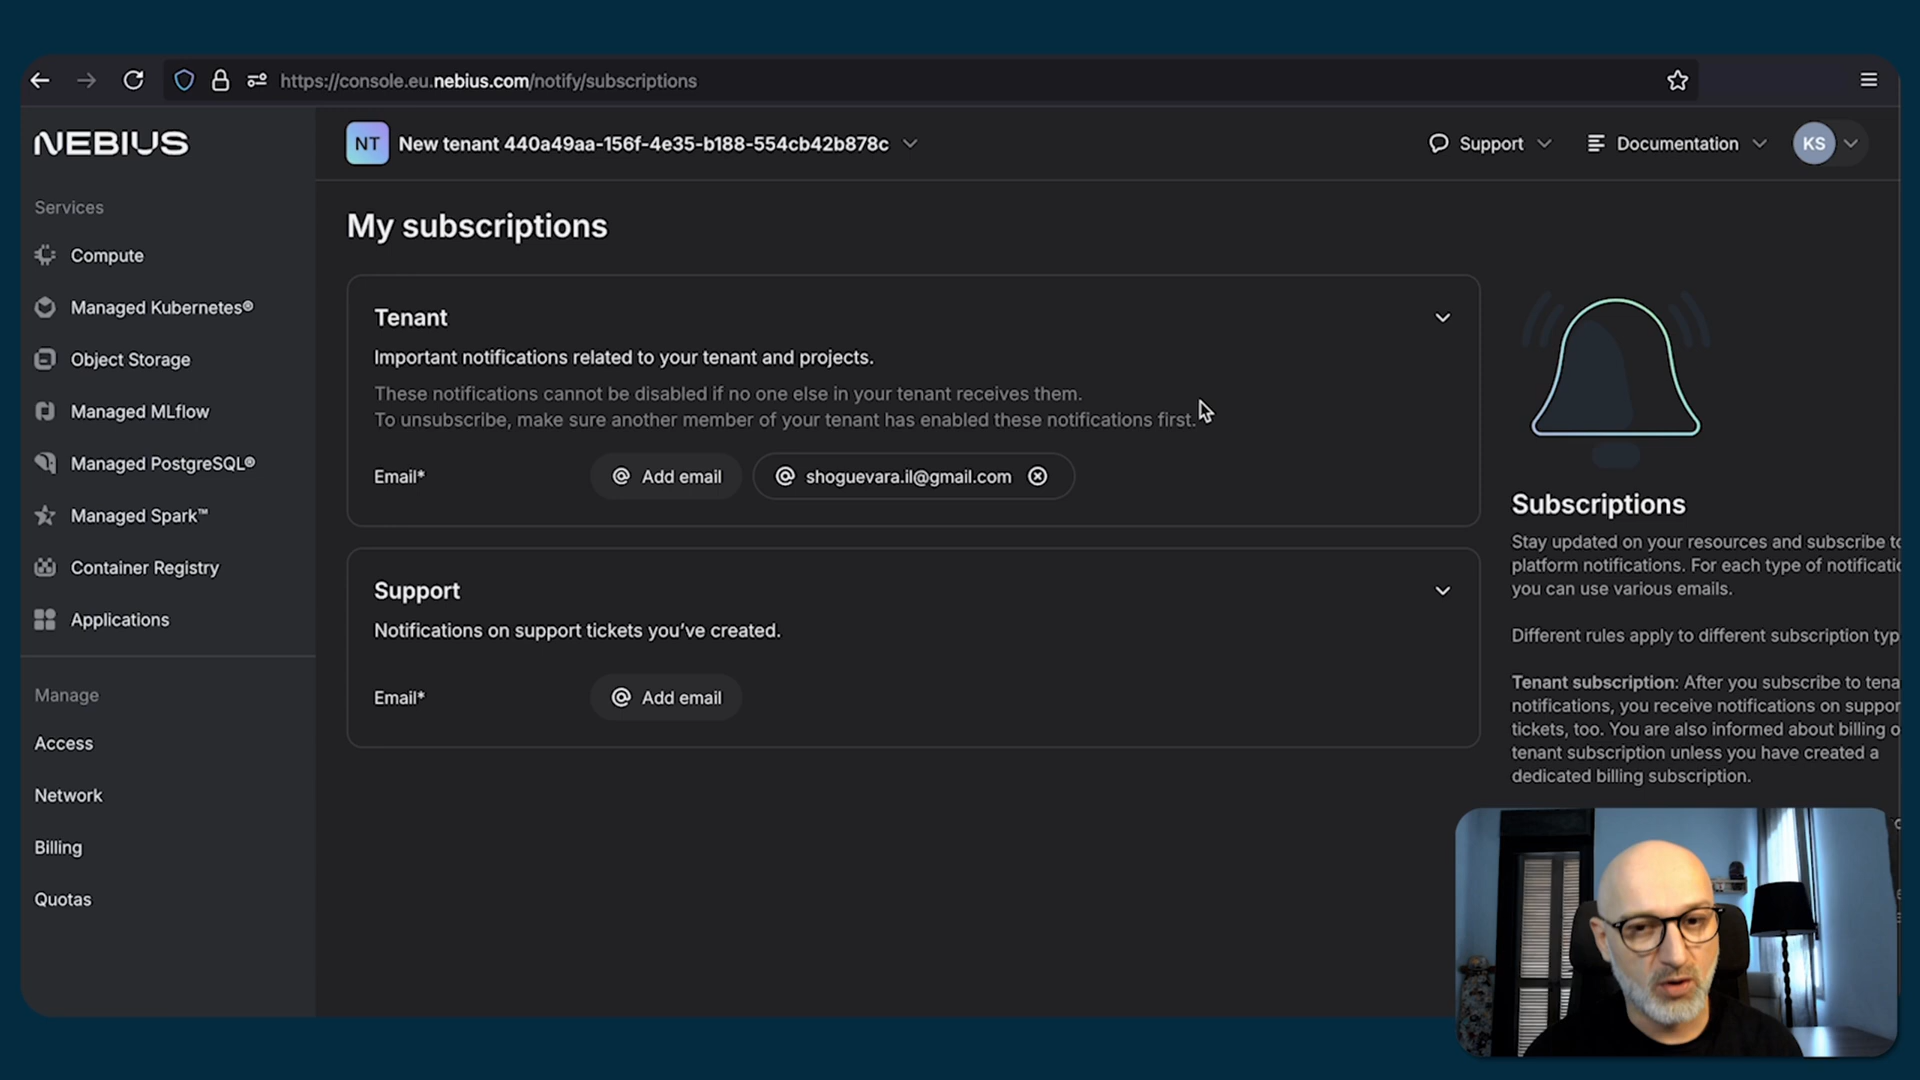 https://console.eu.nebius.com/notify/subscriptions
NEBIUS
NT
New tenant 440a49aa-156f-4e35-b188-554cb42b878c
Support
Documentation
KS
Services
Compute
Managed Kubernetes®
Object Storage
Managed MLflow
Managed PostgreSQL®
Managed Spark™
Container Registry
Applications
Manage
Access
Network
Billing
Quotas
My subscriptions
Tenant
Important notifications related to your tenant and projects.
These notifications cannot be disabled if no one else in your tenant receives them.
To unsubscribe, make sure another member of your tenant has enabled these notifications first.
Email*
@ Add email
@ shoguevara.il@gmail.com
Support
Notifications on support tickets you've created.
Email*
@ Add email
Subscriptions
Stay updated on your resources and subscribe to
platform notifications. For each type of notificatio
you can use various emails.
Different rules apply to different subscription typ
Tenant subscription: After you subscribe to tena
notifications, you receive notifications on suppor
tickets, too. You are also informed about billing o
tenant subscription unless you have created a
dedicated billing subscription.